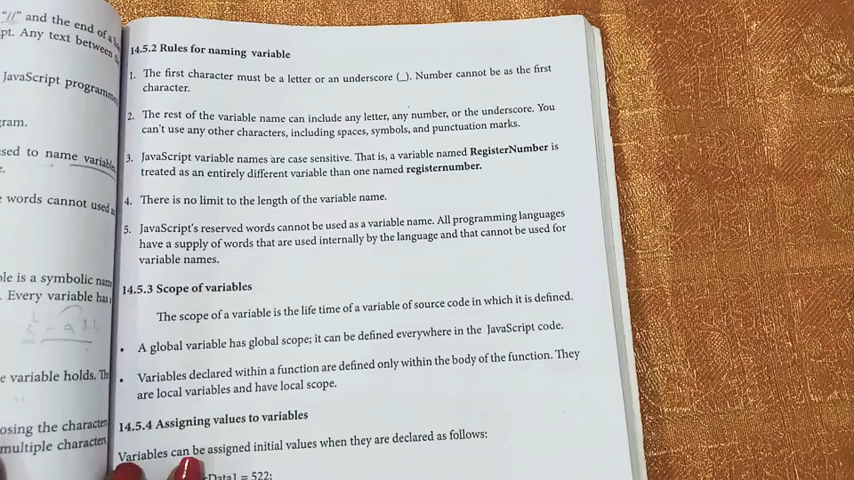 "//" and the end of a
pt. Any text between
JavaScript programm
gram.
sed to name variable
e.
words cannot used
ble is a symbolic nam
. Every variable has
e variable holds. Th
osing the character
multiple character
14.5.2 Rules for naming variable
1. The first character must be a letter or an underscore (_). Number cannot be as the first
character.
2. The rest of the variable name can include any letter, any number, or the underscore. You
can't use any other characters, including spaces, symbols, and punctuation marks.
3. JavaScript variable names are case sensitive. That is, a variable named RegisterNumber is
treated as an entirely different variable than one named registernumber.
4. There is no limit to the length of the variable name.
5. JavaScript's reserved words cannot be used as a variable name. All programming languages
have a supply of words that are used internally by the language and that cannot be used for
variable names.
14.5.3 Scope of variables
The scope of a variable is the life time of a variable of source code in which it is defined.
• A global variable has global scope; it can be defined everywhere in the JavaScript code.
• Variables declared within a function are defined only within the body of the function. They
are local variables and have local scope.
14.5.4 Assigning values to variables
Variables can be assigned initial values when they are declared as follows:
Data1 = 522;